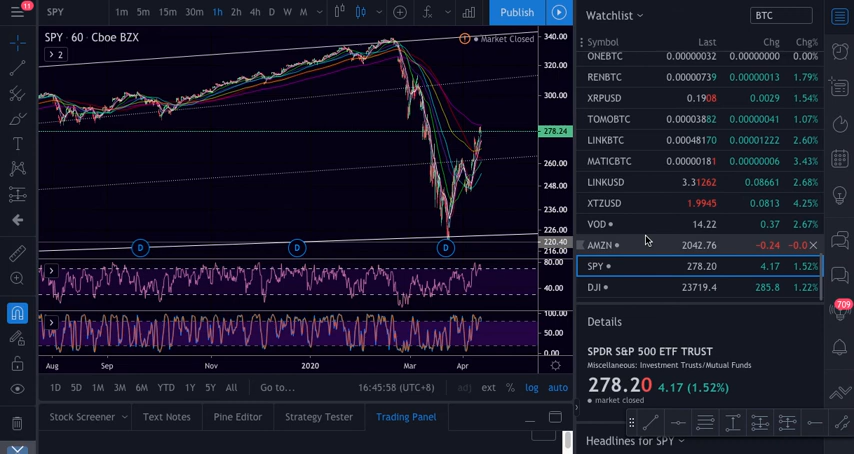 11
SPY 1m 5m 15m 30m 1h 2h 4h D W M Publish
SPY · 60 · Cboe BZX
T Market Closed
2
340.00
320.00
300.00
278.24
260.00
248.00
236.00
226.00
220.40
216.00
D D D
80.00
40.00
100.00
50.00
0.00
Aug Sep Nov 2020 Mar Apr
1D 5D 1M 3M 6M YTD 1Y 5Y All Go to... 16:45:58 (UTC+8) adj ext % log auto
Stock Screener Text Notes Pine Editor Strategy Tester Trading Panel
Watchlist BTC
Symbol Last Chg Chg%
ONEBTC 0.00000032 0.00000000 0.00%
RENBTC 0.00000739 0.00000013 1.79%
XRPUSD 0.1908 0.0029 1.54%
TOMOBTC 0.00003882 0.00000041 1.07%
LINKBTC 0.00048170 0.00001222 2.60%
MATICBTC 0.00000181 0.00000006 3.43%
LINKUSD 3.31262 0.08661 2.68%
XTZUSD 1.9945 0.0813 4.25%
VOD 14.22 0.37 2.67%
AMZN 2042.76 −0.24 −0.0
SPY 278.20 4.17 1.52%
DJI 23719.4 285.8 1.22%
Details
SPDR S&P 500 ETF TRUST
Miscellaneous: Investment Trusts/Mutual Funds
278.20 4.17 (1.52%)
market closed
Headlines for SPY
709